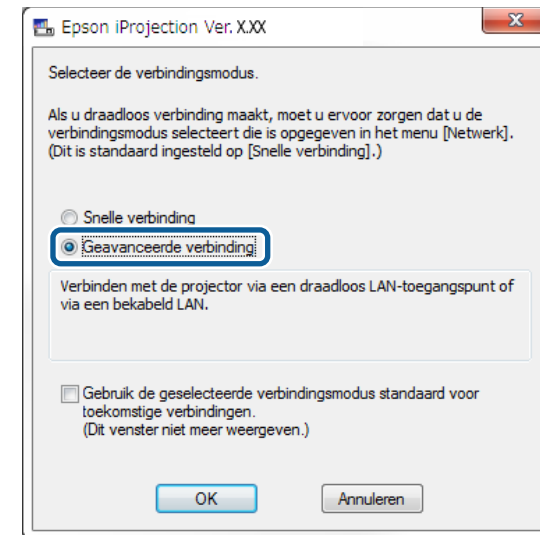 Epson iProjection Ver. X.XX
Selecteer de verbindingsmodus.
Als u draadloos verbinding maakt, moet u ervoor zorgen dat u de
verbindingsmodus selecteert die is opgegeven in het menu [Netwerk].
(Dit is standaard ingesteld op [Snelle verbinding].)
Snelle verbinding
Geavanceerde verbinding
Verbinden met de projector via een draadloos LAN-toegangspunt of
via een bekabeld LAN.
Gebruik de geselecteerde verbindingsmodus standaard voor
toekomstige verbindingen.
(Dit venster niet meer weergeven.)
OK Annuleren